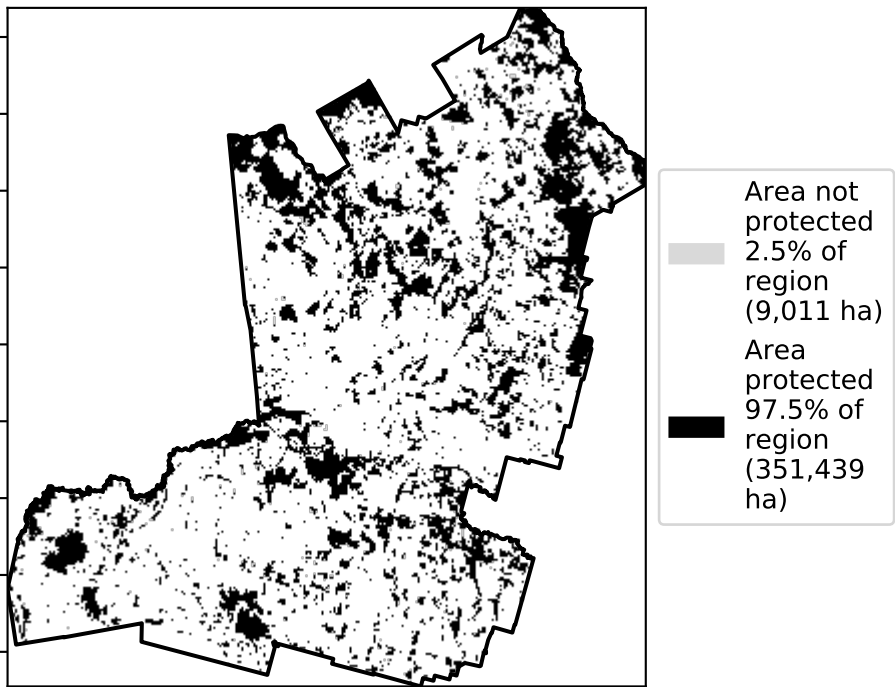 Area not
protected
2.5% of
region
(9,011 ha)
Area
protected
97.5% of
region
(351,439
ha)